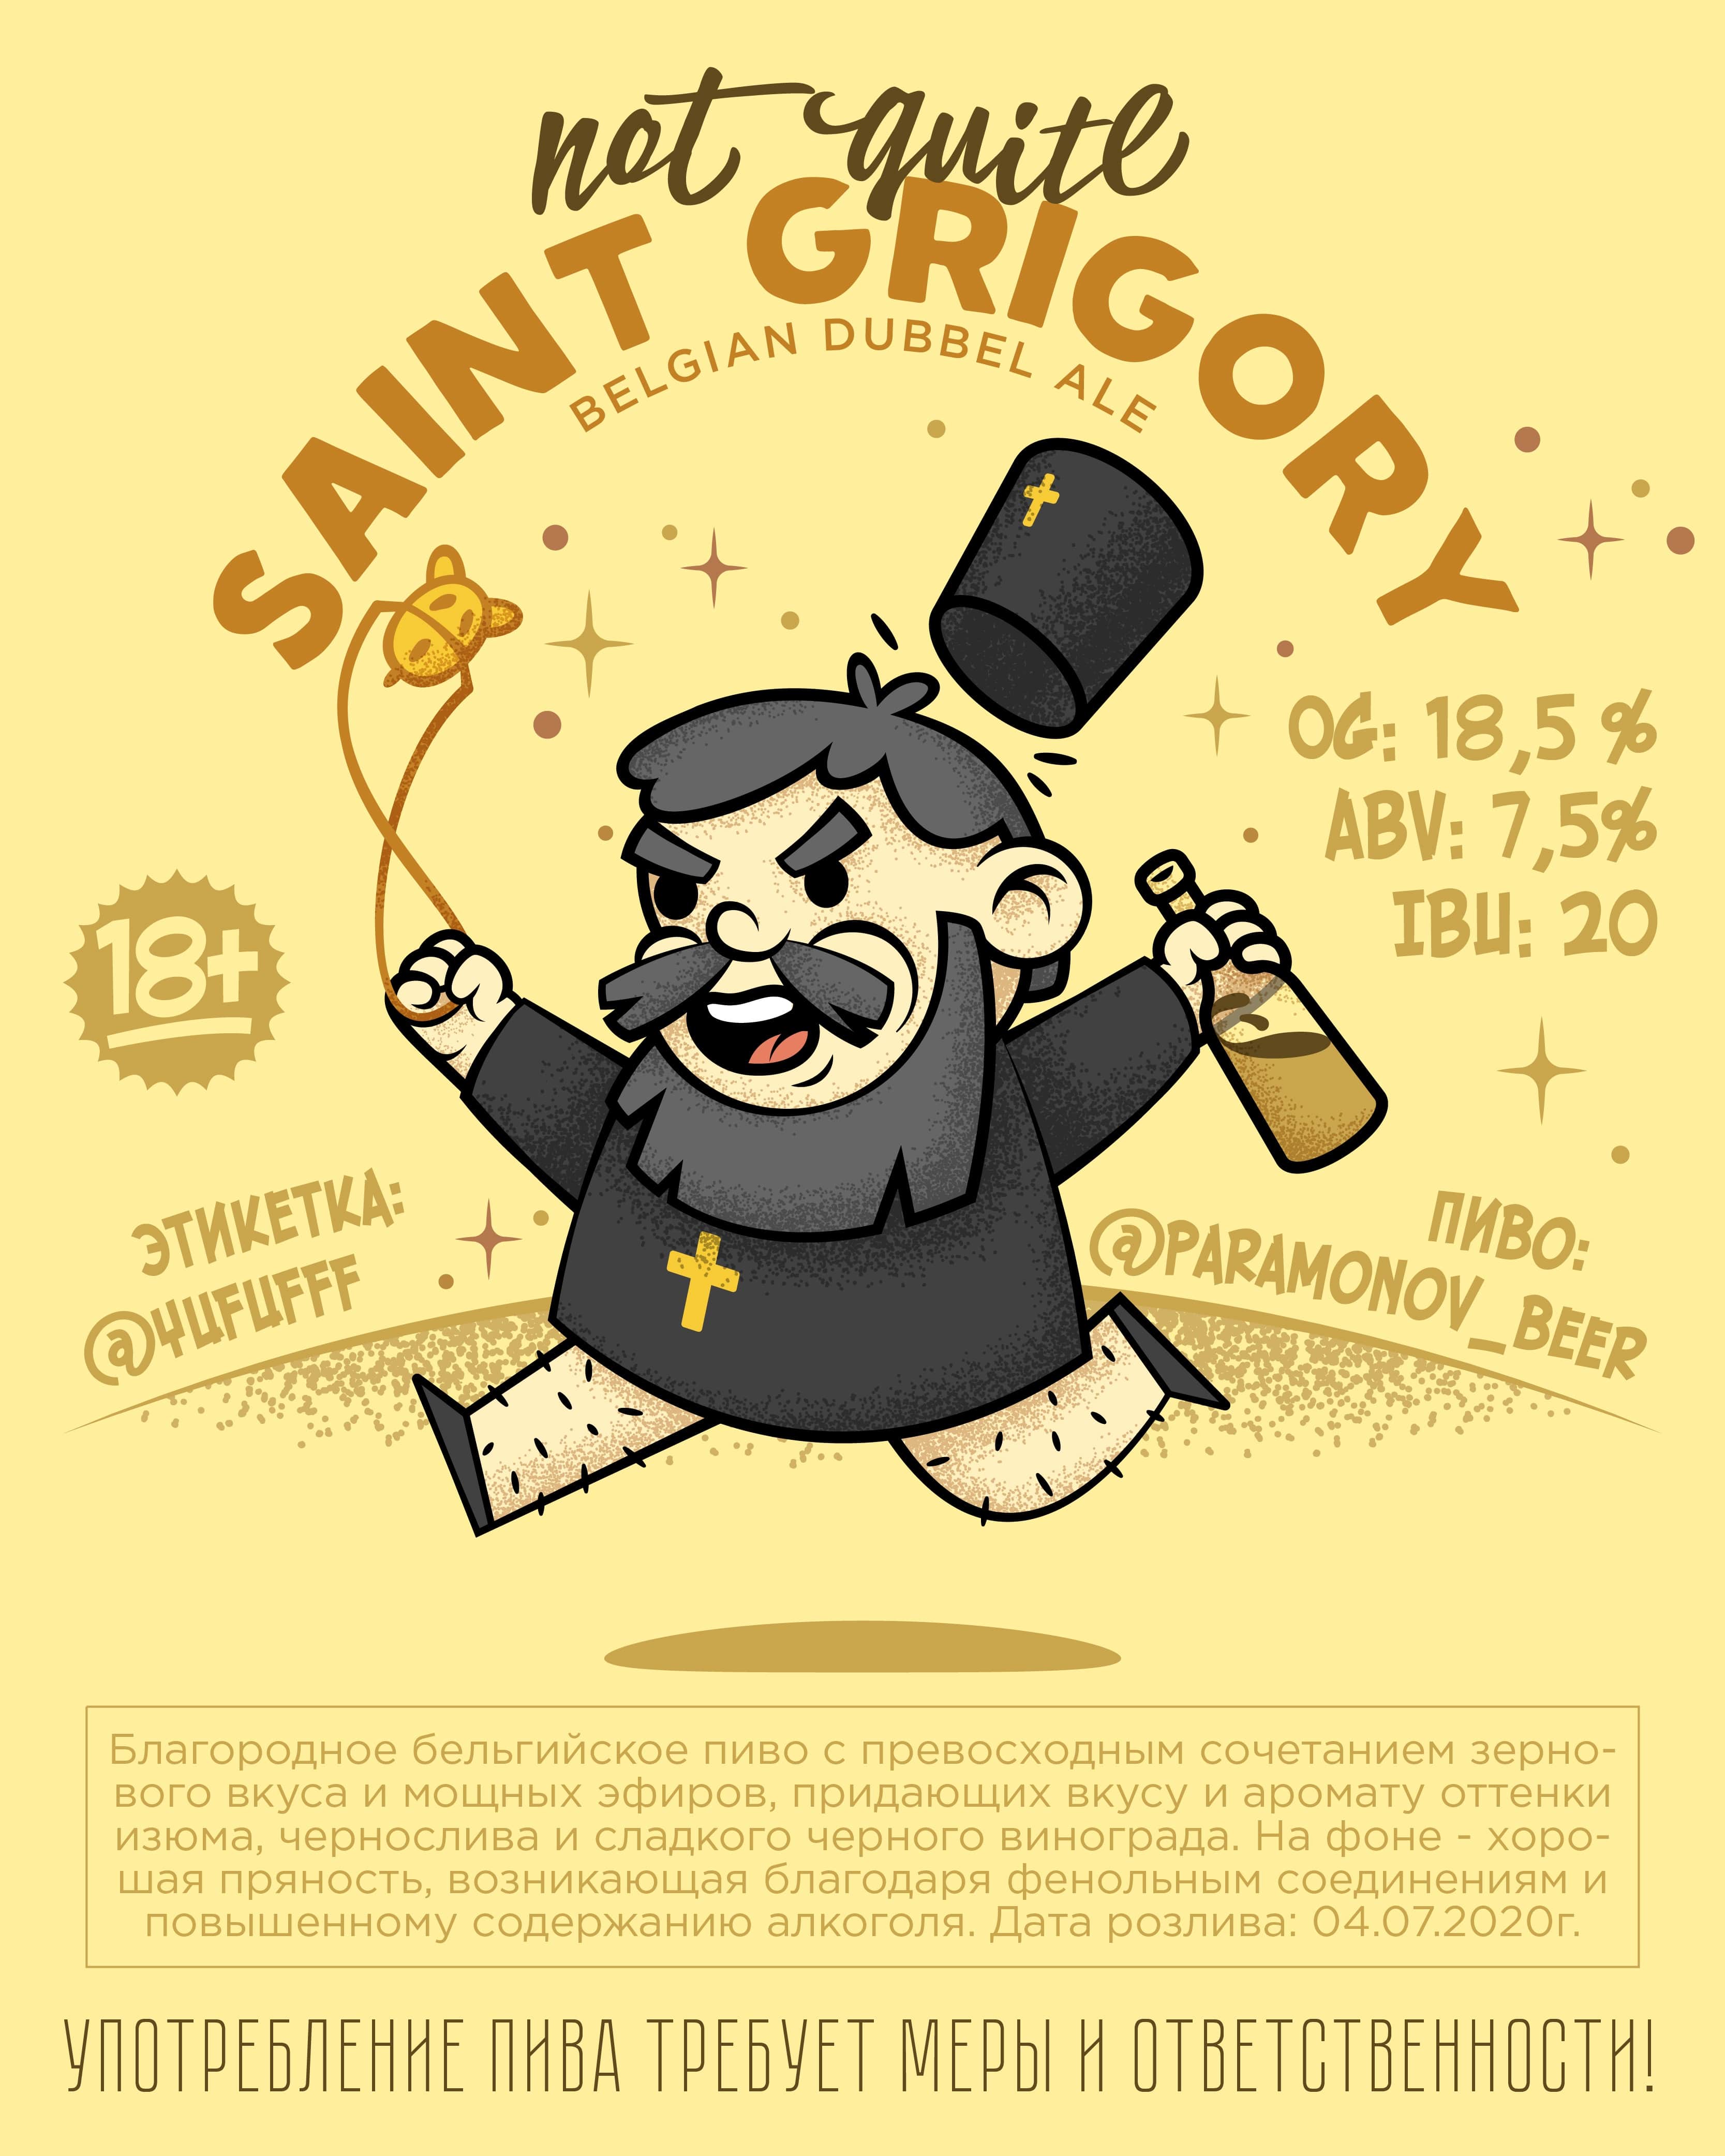 not quite
SAINT GRIGORY
BELGIAN DUBBEL ALE
OG: 18,5 %
ABV: 7,5%
IBU: 20
18+
ЭТИКЕТКА:
@4UFUFFF
ПИВО:
@PARAMONOV_BEER
Благородное бельгийское пиво с превосходным сочетанием зерно-
вого вкуса и мощных эфиров, придающих вкусу и аромату оттенки
изюма, чернослива и сладкого черного винограда. На фоне - хоро-
шая пряность, возникающая благодаря фенольным соединениям и
повышенному содержанию алкоголя. Дата розлива: 04.07.2020г.
УПОТРЕБЛЕНИЕ ПИВА ТРЕБУЕТ МЕРЫ И ОТВЕТСТВЕННОСТИ!